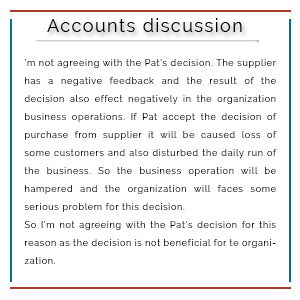 Accounts discussion
'm not agreeing with the Pat's decision. The supplier
has a negative feedback and the result of the
decision also effect negatively in the organization
business operations. If Pat accept the decision of
purchase from supplier it will be caused loss of
some customers and also disturbed the daily run of
the business. So the business operation will be
hampered and the organization will faces some
serious problem for this decision.
So I'm not agreeing with the Pat's decision for this
reason as the decision is not beneficial for te organi-
zation.